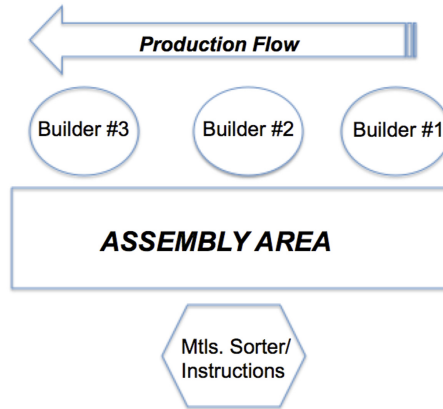 Production Flow
Builder #3 Builder #2 Builder #1
ASSEMBLY AREA
Mtls. Sorter/
Instructions